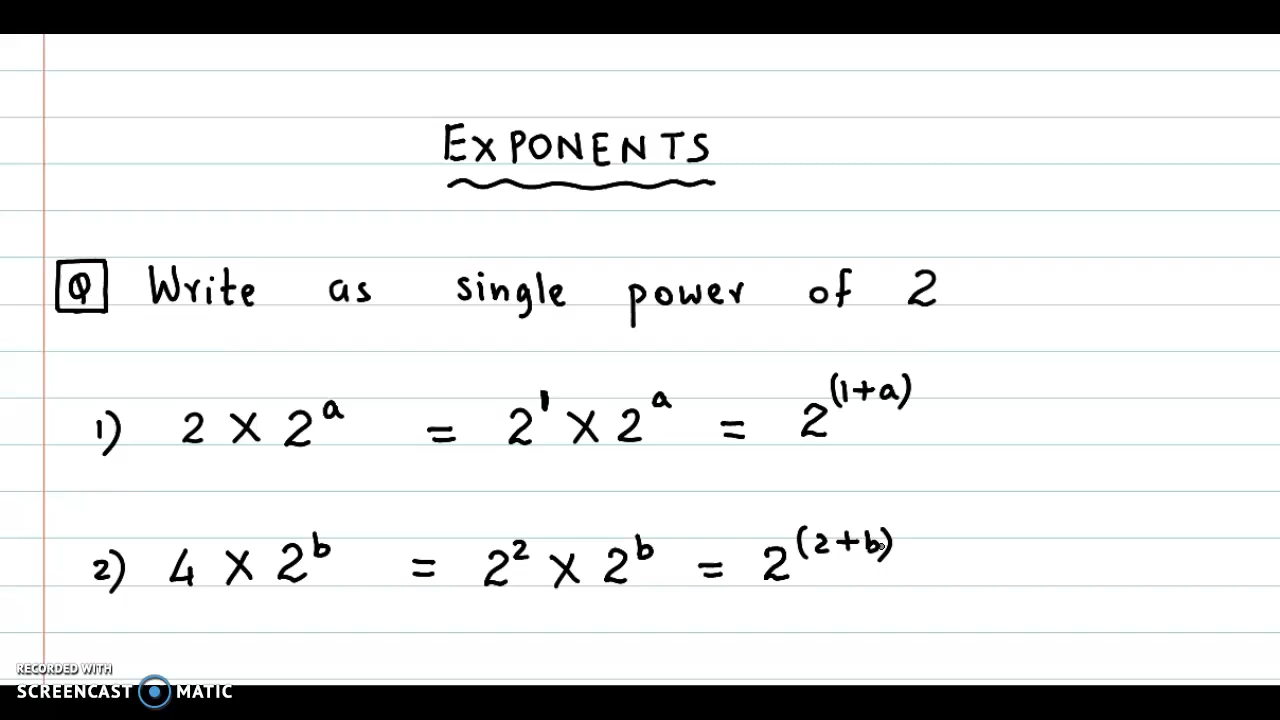 EXPONENTS
Q Write as single power of 2
1) 2 × 2^a = 2^1 × 2^a = 2^(1+a)
2) 4 × 2^b = 2^2 × 2^b = 2^(2+b)
RECORDED WITH
SCREENCAST MATIC